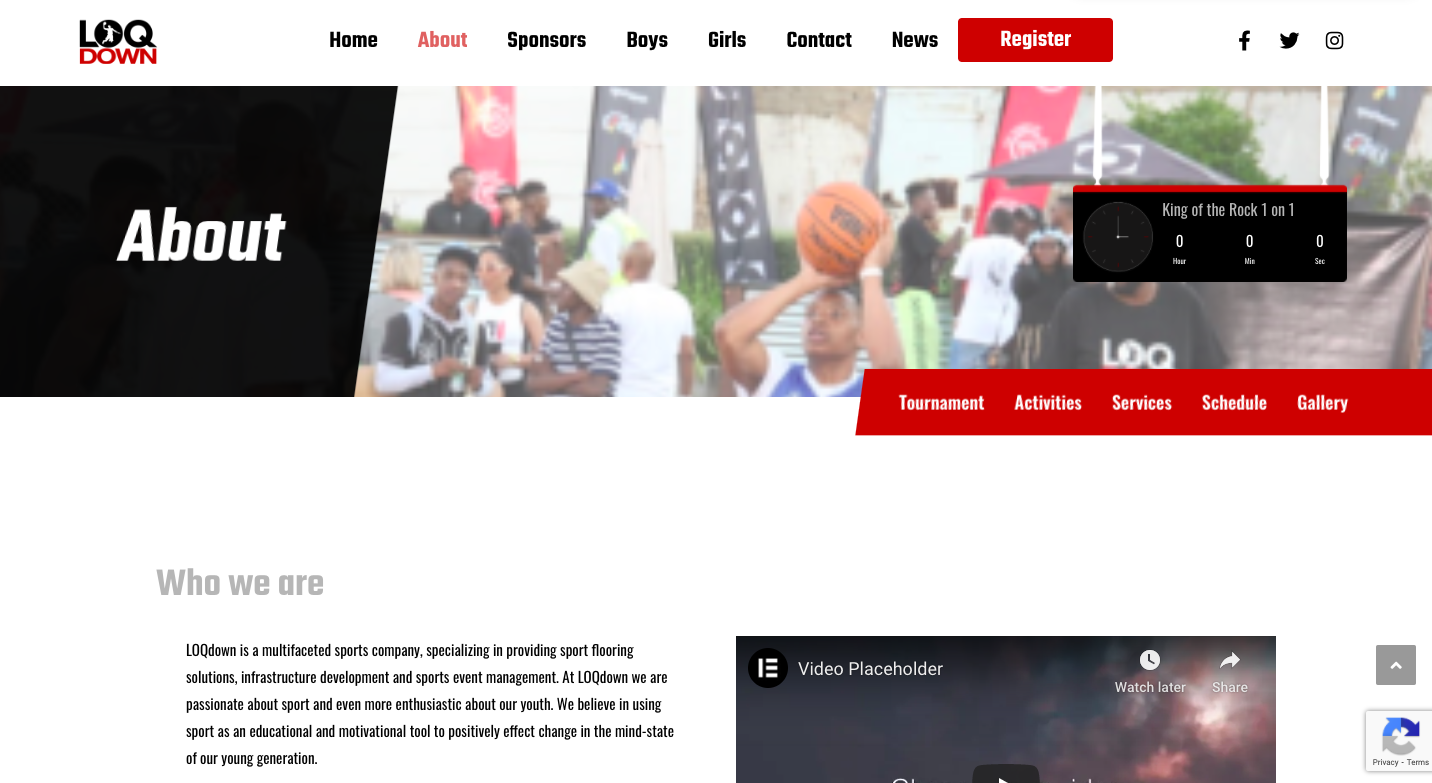 LOQ
DOWN
Home
About
Sponsors
Boys
Girls
Contact
News
Register
About
King of the Rock 1 on 1
0
0
0
Hour
Min
Sec
LOQ
Tournament
Activities
Services
Schedule
Gallery
Who we are
LOQdown is a multifaceted sports company, specializing in providing sport flooring
solutions, infrastructure development and sports event management. At LOQdown we are
passionate about sport and even more enthusiastic about our youth. We believe in using
sport as an educational and motivational tool to positively effect change in the mind-state
of our young generation.
Video Placeholder
Watch later
Share
Privacy - Terms